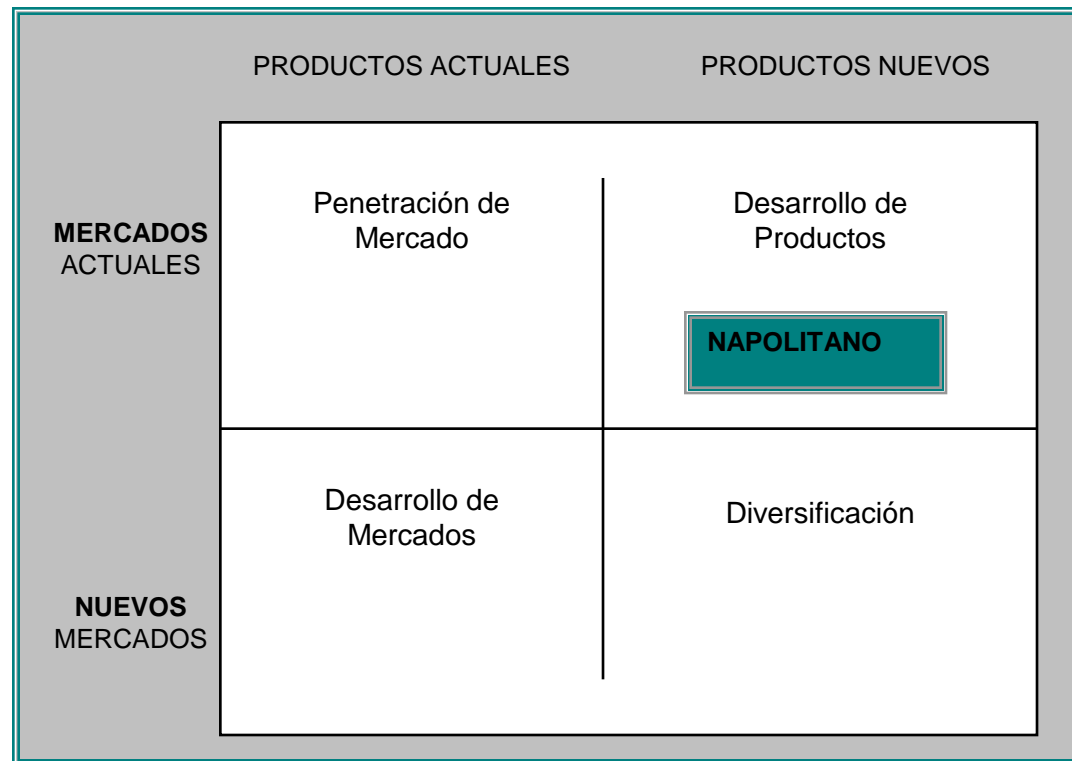 PRODUCTOS ACTUALES
PRODUCTOS NUEVOS
MERCADOS
ACTUALES
Penetración de
Mercado
Desarrollo de
Productos
NAPOLITANO
NUEVOS
MERCADOS
Desarrollo de
Mercados
Diversificación